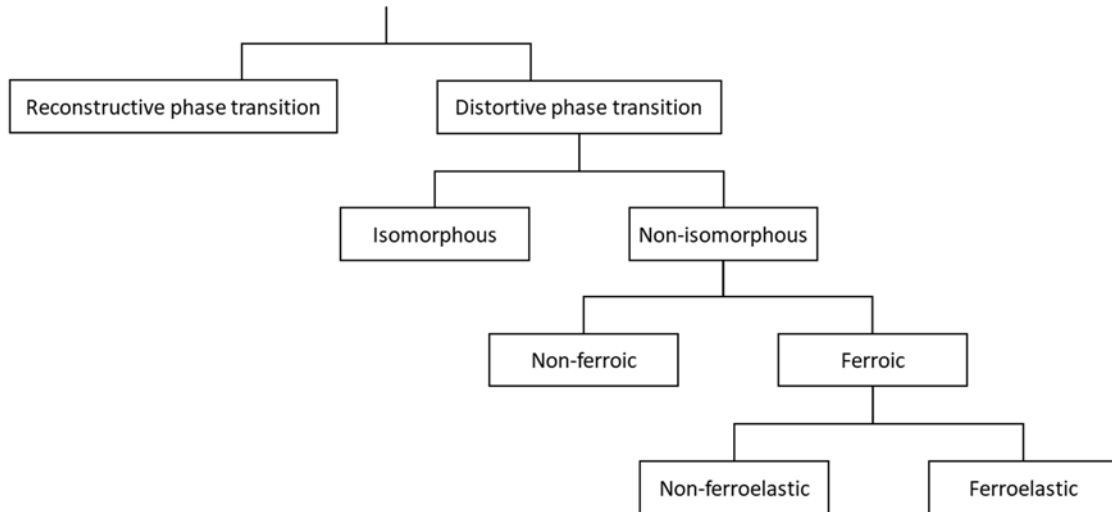 Reconstructive phase transition
Distortive phase transition
Isomorphous
Non-isomorphous
Non-ferroic
Ferroic
Non-ferroelastic
Ferroelastic